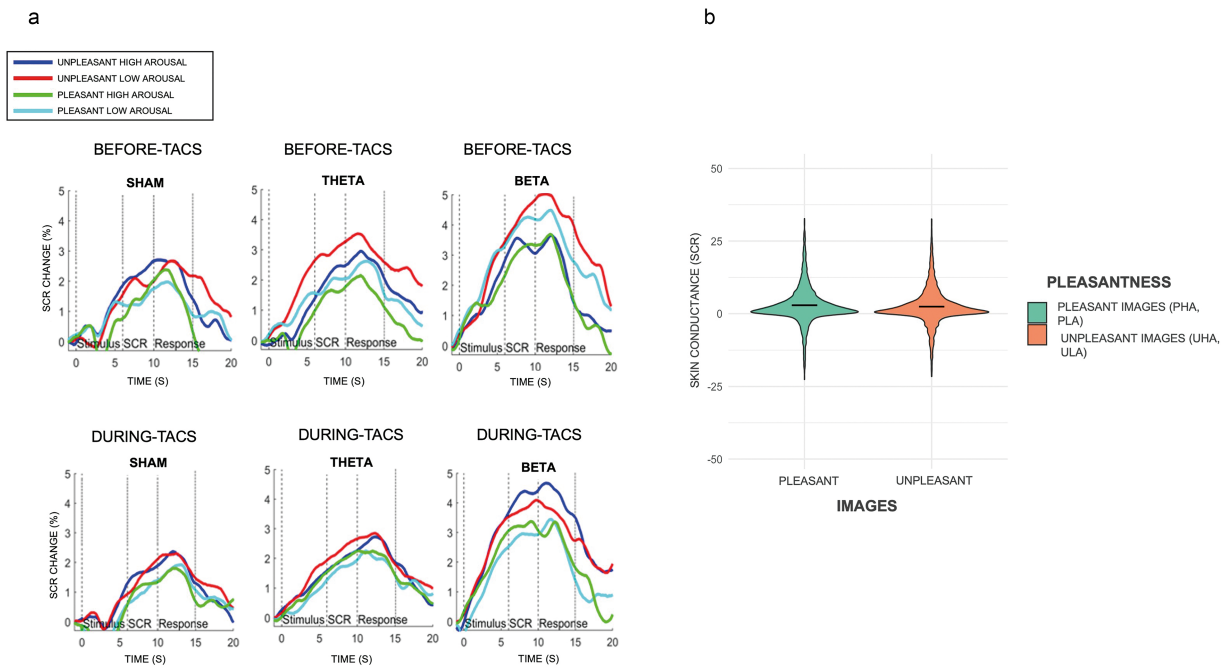 a
b
UNPLEASANT HIGH AROUSAL
UNPLEASANT LOW AROUSAL
PLEASANT HIGH AROUSAL
PLEASANT LOW AROUSAL
BEFORE-TACS
BEFORE-TACS
BEFORE-TACS
SHAM
THETA
BETA
SCR CHANGE (%)
5
4
3
2
1
0
5
4
3
2
1
0
5
4
3
2
1
0
Stimulus SCR Response
Stimulus SCR Response
Stimulus SCR Response
0 5 10 15 20
0 5 10 15 20
0 5 10 15 20
TIME (S)
TIME (S)
TIME (S)
DURING-TACS
DURING-TACS
DURING-TACS
SHAM
THETA
BETA
SCR CHANGE (%)
5
4
3
2
1
0
5
4
3
2
1
0
5
4
3
2
1
0
Stimulus SCR Response
Stimulus SCR Response
Stimulus SCR Response
0 5 10 15 20
0 5 10 15 20
0 5 10 15 20
TIME (S)
TIME (S)
TIME (S)
SKIN CONDUCTANCE (SCR)
50
25
0
-25
-50
PLEASANT
UNPLEASANT
IMAGES
PLEASANTNESS
PLEASANT IMAGES (PHA,
PLA)
UNPLEASANT IMAGES (UHA,
ULA)